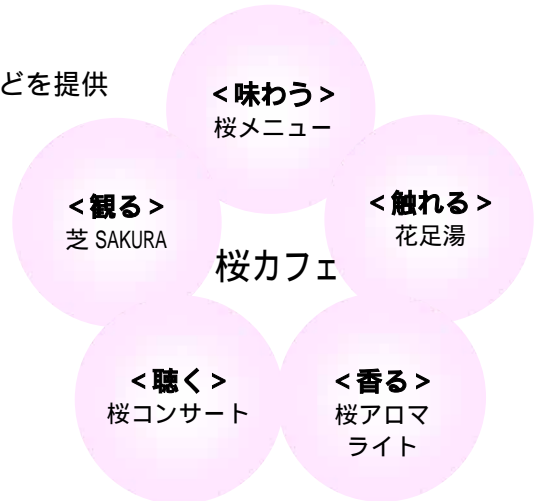 どを提供
<味わう>
桜メニュー
<観る>
芝 SAKURA
<触れる>
花足湯
桜カフェ
<聴く>
桜コンサート
<香る>
桜アロマ
ライト